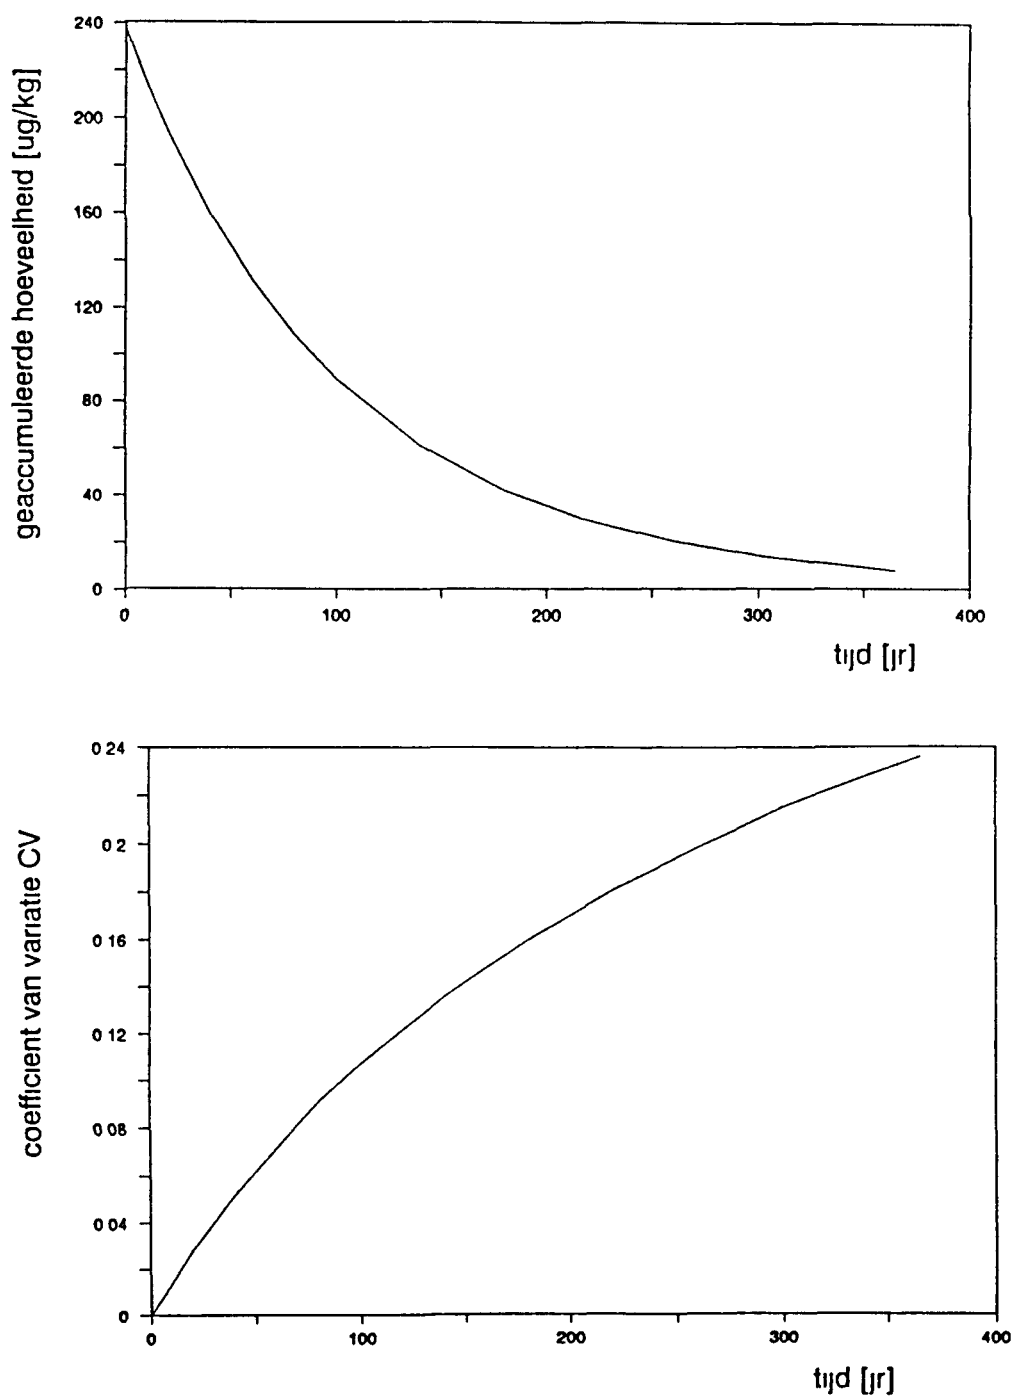 240
200
160
120
80
40
0
geaccumuleerde hoeveelheid [ug/kg]
0 100 200 300 400
tijd [jr]
0 24
0 2
0 16
0 12
0 08
0 04
0
coefficient van variatie CV
0 100 200 300 400
tijd [jr]